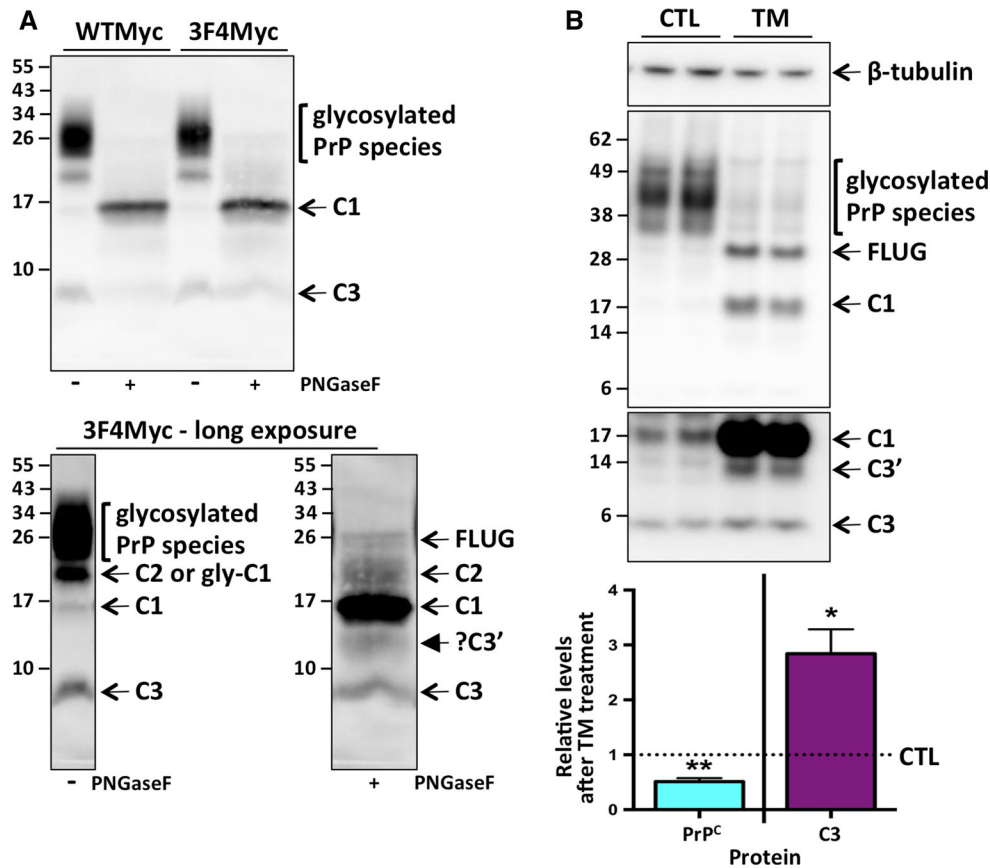 A
WTMyc 3F4Myc
55
43
34
26
17
10
glycosylated
PrP species
C1
C3
- + - + PNGaseF
3F4Myc - long exposure
55
43
34
26
17
10
glycosylated
PrP species
C2 or gly-C1
C1
C3
- PNGaseF
55
43
34
26
17
10
FLUG
C2
C1
?C3’
C3
+ PNGaseF
B
CTL TM
β-tubulin
62
49
38
28
17
14
6
glycosylated
PrP species
FLUG
C1
17
14
6
C1
C3’
C3
Relative levels
after TM treatment
4
3
2
1
0
**
*
CTL
PrPᶜ C3
Protein